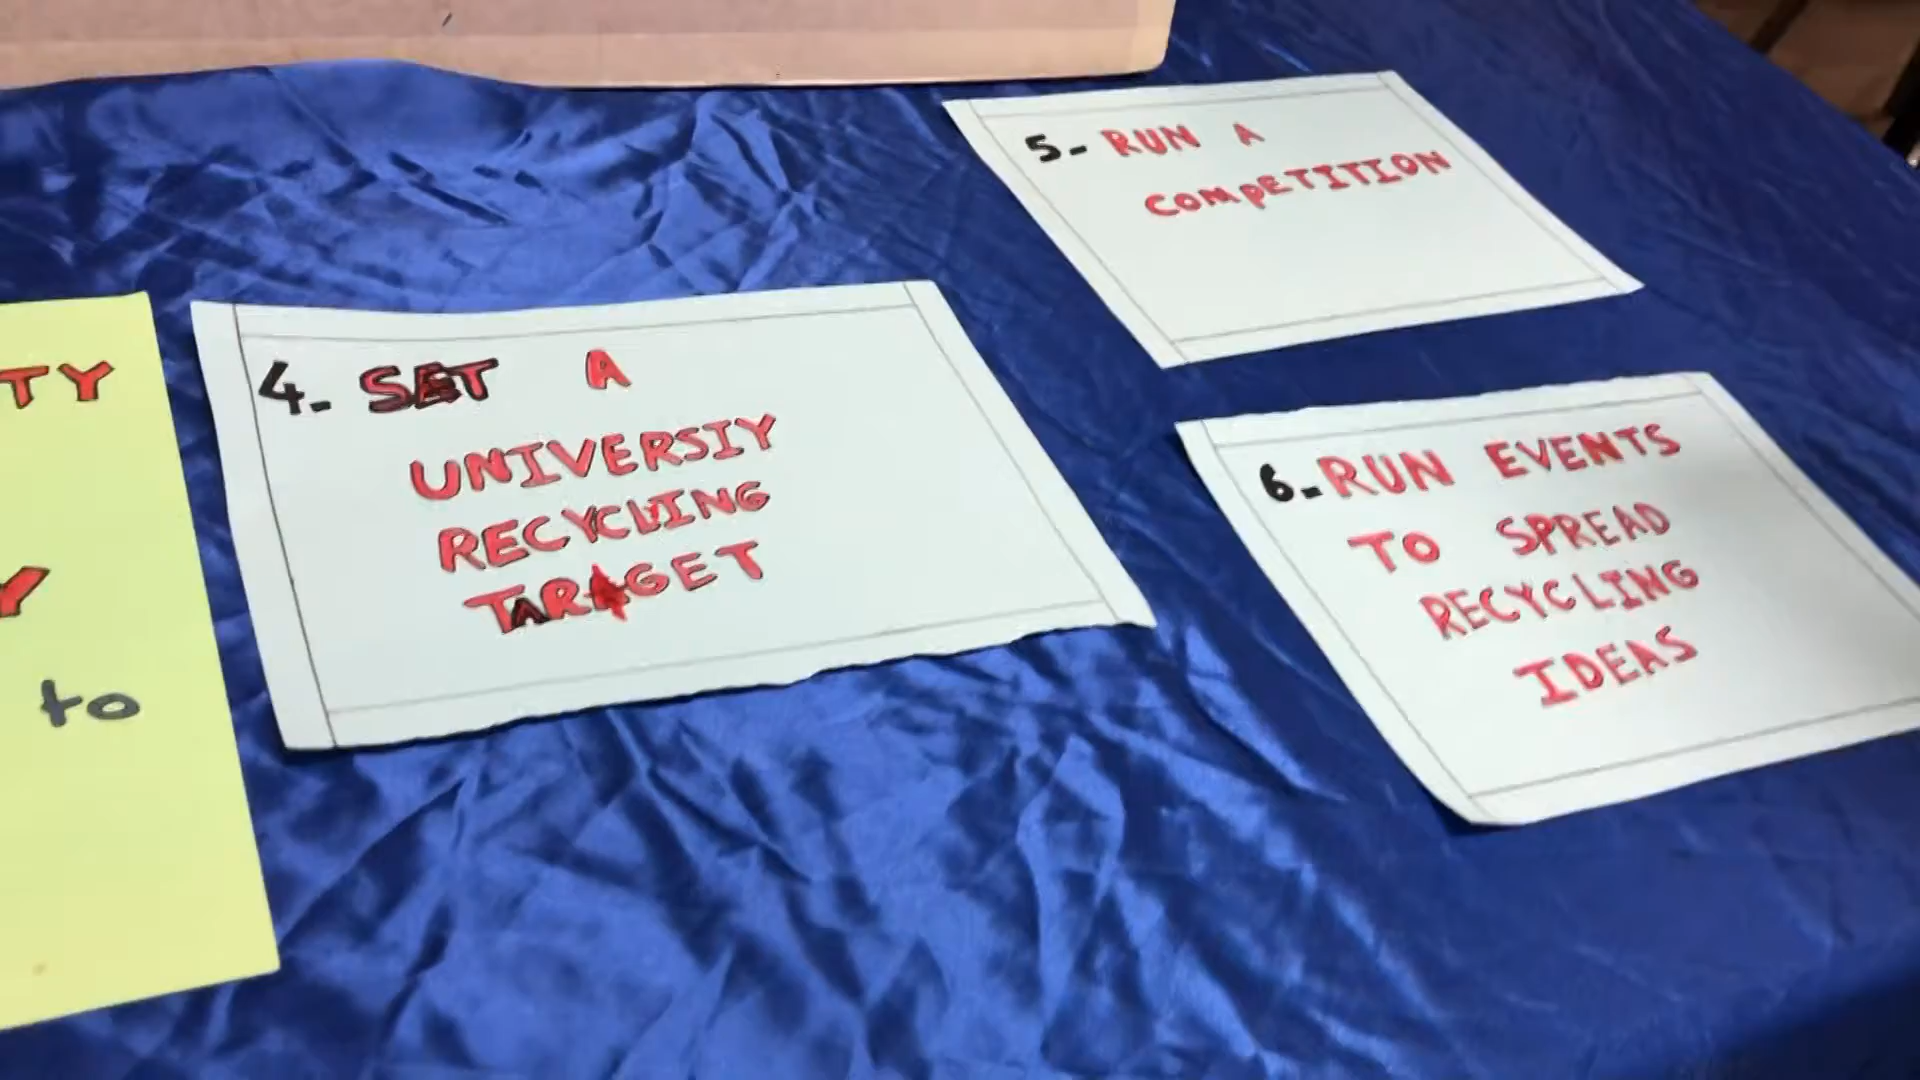 TY
Y
to
4- SET A
UNIVERSIY
RECYCLING
TARGET
5- RUN A
COMPETITION
6-RUN EVENTS
TO SPREAD
RECYCLING
IDEAS